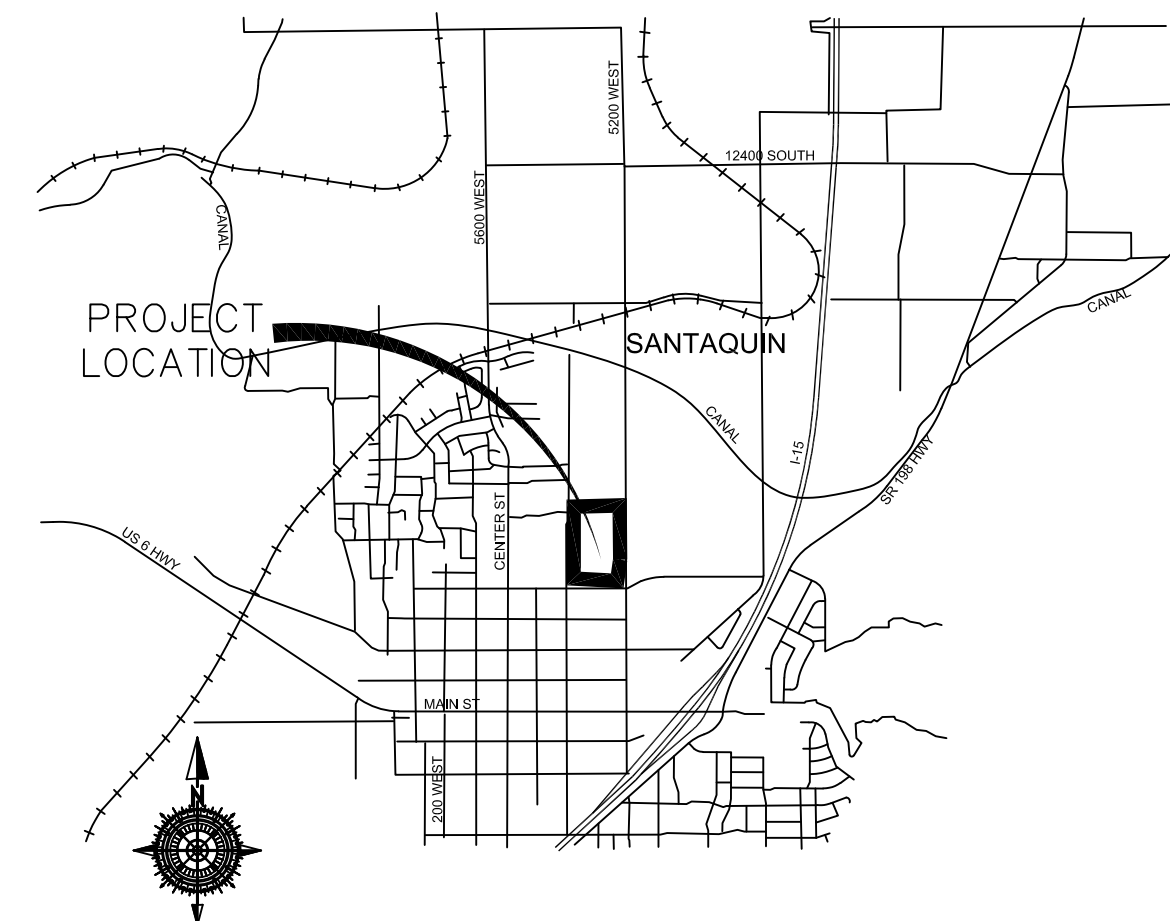 5200 WEST
12400 SOUTH
5600 WEST
CANAL
PROJECT
LOCATION
SANTAQUIN
CANAL
CANAL
I-15
SR 198 HWY
CENTER ST
US 6 HWY
MAIN ST
200 WEST
N